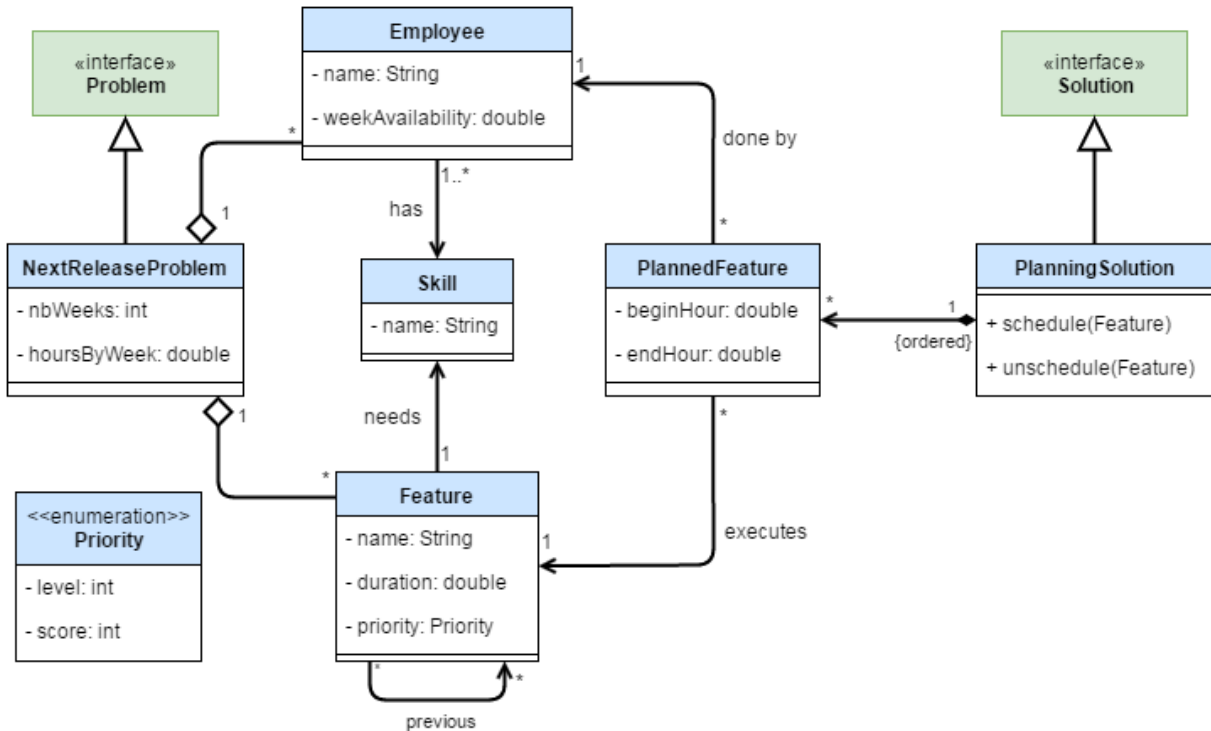 «interface»
Problem
Employee
- name: String
- weekAvailability: double
«interface»
Solution
1
done by
*
*
1
1..*
has
NextReleaseProblem
- nbWeeks: int
- hoursByWeek: double
Skill
- name: String
PlannedFeature
- beginHour: double
- endHour: double
*
1
{ordered}
PlanningSolution
+ schedule(Feature)
+ unschedule(Feature)
1
*
needs
1
*
executes
1
<<enumeration>>
Priority
- level: int
- score: int
Feature
- name: String
- duration: double
- priority: Priority
*
*
previous